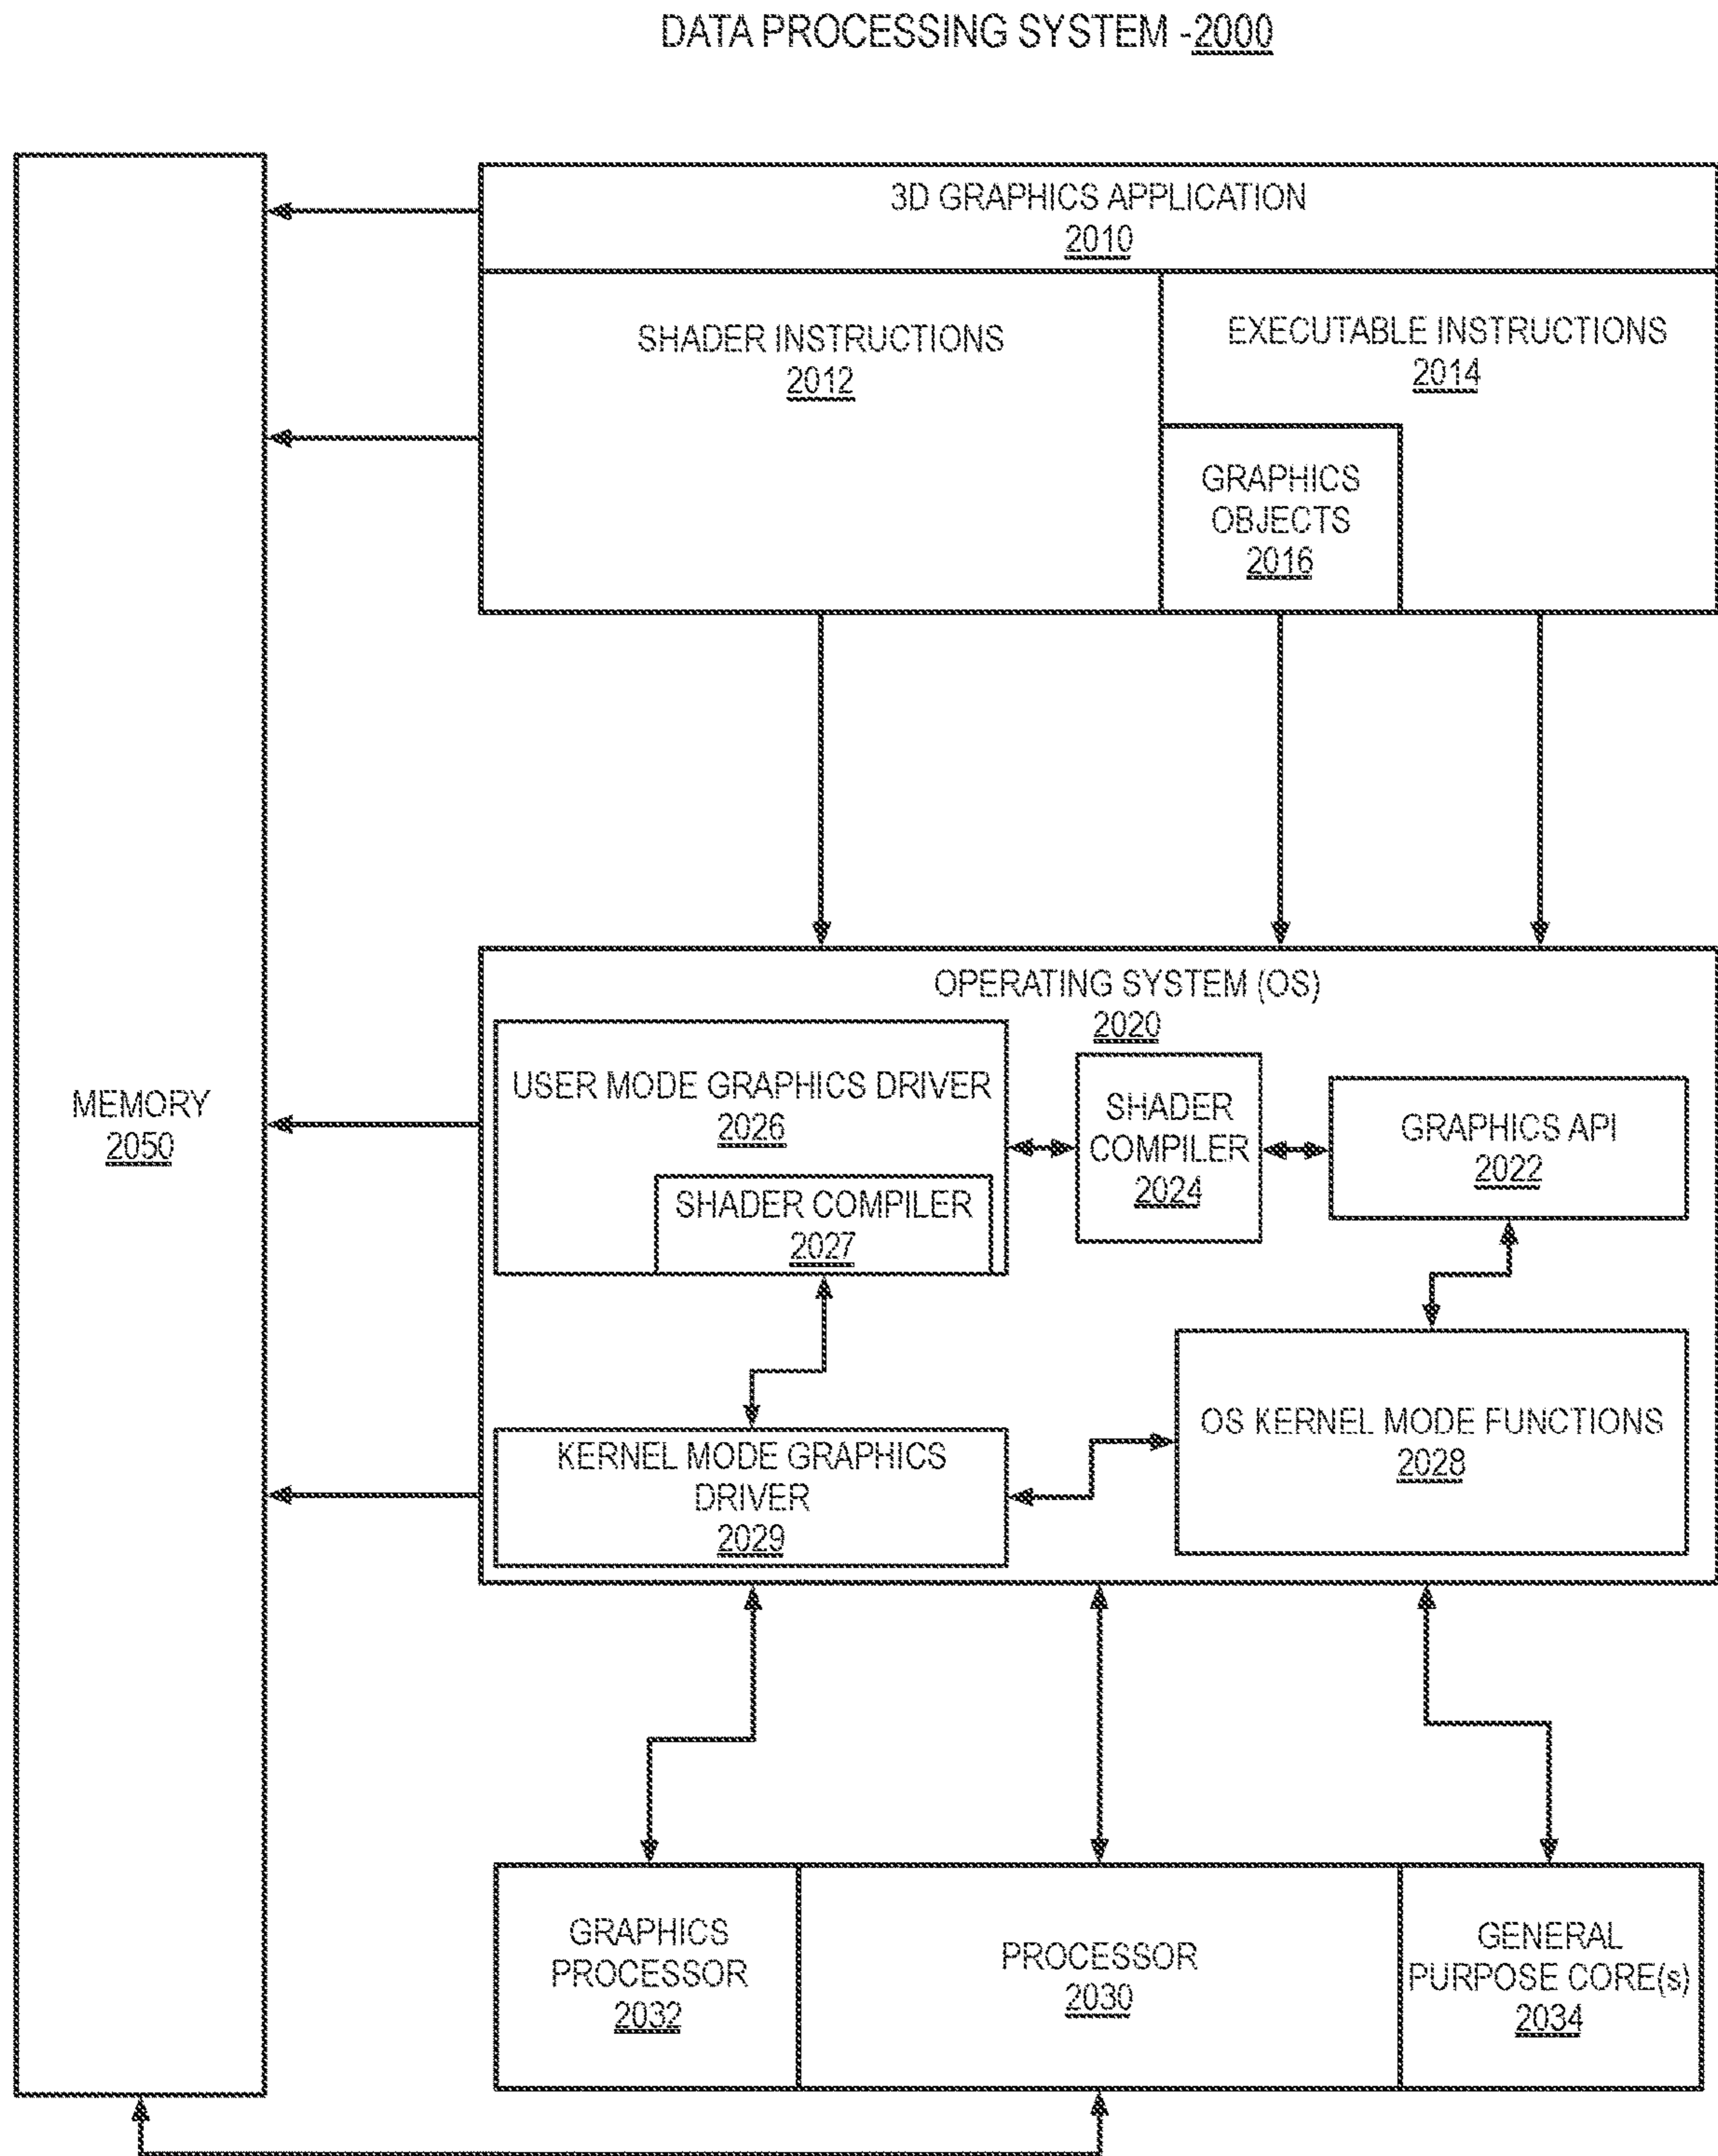 DATA PROCESSING SYSTEM -2000
3D GRAPHICS APPLICATION
2010
SHADER INSTRUCTIONS
2012
EXECUTABLE INSTRUCTIONS
2014
GRAPHICS
OBJECTS
2016
MEMORY
2050
OPERATING SYSTEM (OS)
2020
USER MODE GRAPHICS DRIVER
2026
SHADER COMPILER
2027
SHADER
COMPILER
2024
GRAPHICS API
2022
KERNEL MODE GRAPHICS
DRIVER
2029
OS KERNEL MODE FUNCTIONS
2028
GRAPHICS
PROCESSOR
2032
PROCESSOR
2030
GENERAL
PURPOSE CORE(s)
2034